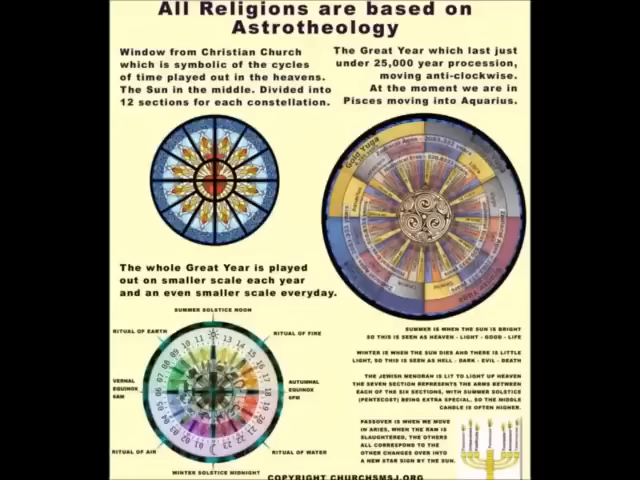 All Religions are based on
Astrotheology
Window from Christian Church
which is symbolic of the cycles
of time played out in the heavens.
The Sun in the middle. Divided into
12 sections for each constellation.
The Great Year which last just
under 25,000 year procession,
moving anti-clockwise.
At the moment we are in
Pisces moving into Aquarius.
Gold Yuga
The whole Great Year is played
out on smaller scale each year
and an even smaller scale everyday.
SUMMER SOLSTICE NOON
RITUAL OF EARTH
RITUAL OF FIRE
VERNAL
EQUINOX
6AM
AUTUMNAL
EQUINOX
6PM
RITUAL OF AIR
RITUAL OF WATER
WINTER SOLSTICE MIDNIGHT
SUMMER IS WHEN THE SUN IS BRIGHT
SO THIS IS SEEN AS HEAVEN - LIGHT - GOOD - LIFE
WINTER IS WHEN THE SUN DIES AND THERE IS LITTLE
LIGHT, SO THIS IS SEEN AS HELL - DARK - EVIL - DEATH
THE JEWISH MENORAH IS LIT TO LIGHT UP HEAVEN
THE SEVEN SECTION REPRESENTS THE ARMS BETWEEN
EACH OF THE SIX SECTIONS, WITH SUMMER SOLSTICE
(PENTECOST) BEING EXTRA SPECIAL, SO THE MIDDLE
CANDLE IS OFTEN HIGHER.
PASSOVER IS WHEN WE MOVE
IN ARIES, WHEN THE RAM IS
SLAUGHTERED, THE OTHERS
ALL CORRESPOND TO THE
OTHER CHANGES OVER INTO
A NEW STAR SIGN BY THE SUN.
COPYRIGHT CHURCHSMSJ.ORG